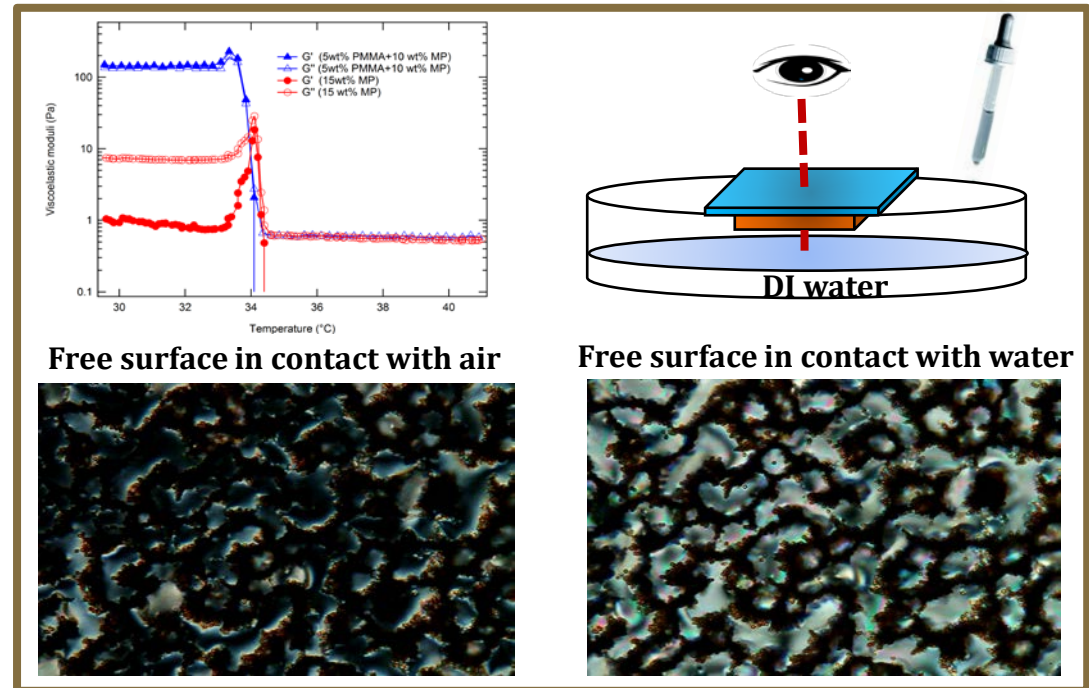 G' (5wt% PMMA+10 wt% MP)
G'' (5wt% PMMA+10 wt% MP)
G' (15wt% MP)
G'' (15 wt% MP)
Viscoelastic moduli (Pa)
100
10
1
0.1
30
32
34
36
38
40
Temperature (°C)
DI water
Free surface in contact with air
Free surface in contact with water